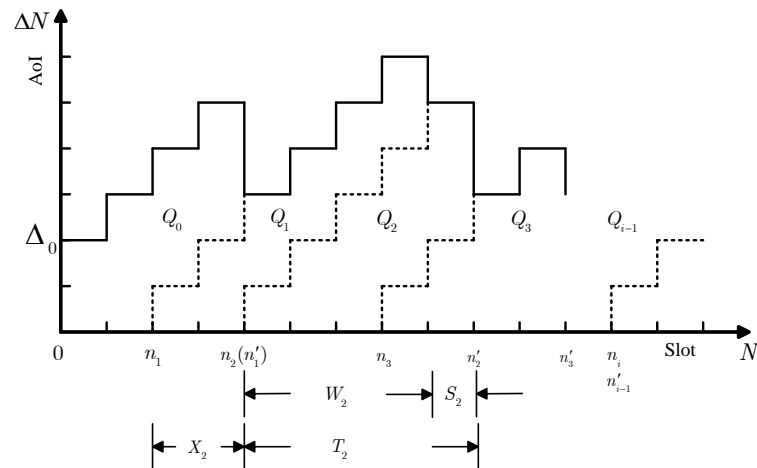 ΔN
AoI
Δ₀
Q₀ Q₁ Q₂ Q₃ Qᵢ₋₁
0 n₁ n₂(n′₁) n₃ n′₂ n′₃ nᵢ Slot N
n′ᵢ₋₁
W₂ S₂
X₂ T₂